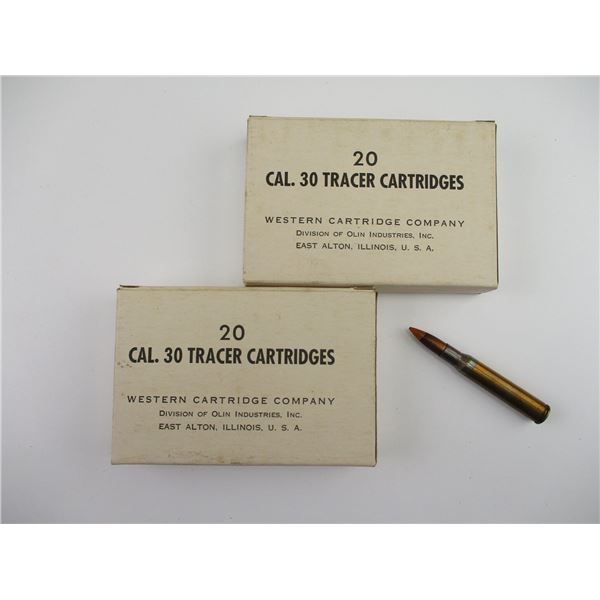 20
CAL. 30 TRACER CARTRIDGES
WESTERN CARTRIDGE COMPANY
DIVISION OF OLIN INDUSTRIES, INC.
EAST ALTON, ILLINOIS, U. S. A.
20
CAL. 30 TRACER CARTRIDGES
WESTERN CARTRIDGE COMPANY
DIVISION OF OLIN INDUSTRIES, INC.
EAST ALTON, ILLINOIS, U. S. A.